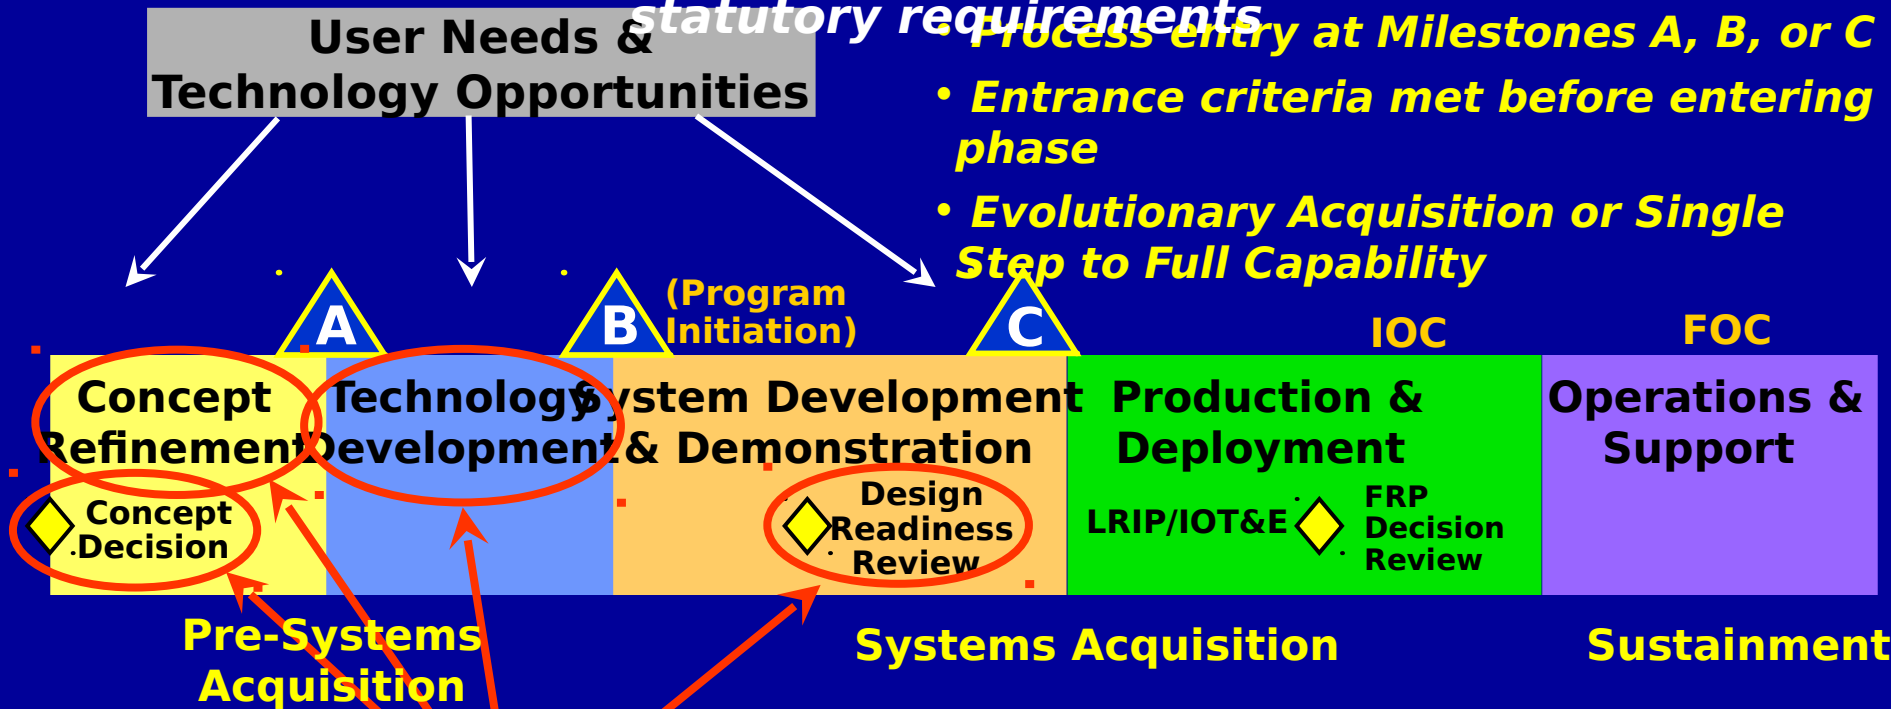 statutory requirements
User Needs &
Technology Opportunities
• Process entry at Milestones A, B, or C
• Entrance criteria met before entering
phase
• Evolutionary Acquisition or Single
Step to Full Capability
A
B
(Program
Initiation)
C
IOC
FOC
Concept
Refinement
Technology
Development
System Development
& Demonstration
Production &
Deployment
Operations &
Support
Concept
Decision
Design
Readiness
Review
LRIP/IOT&E
FRP
Decision
Review
Pre-Systems
Acquisition
Systems Acquisition
Sustainment